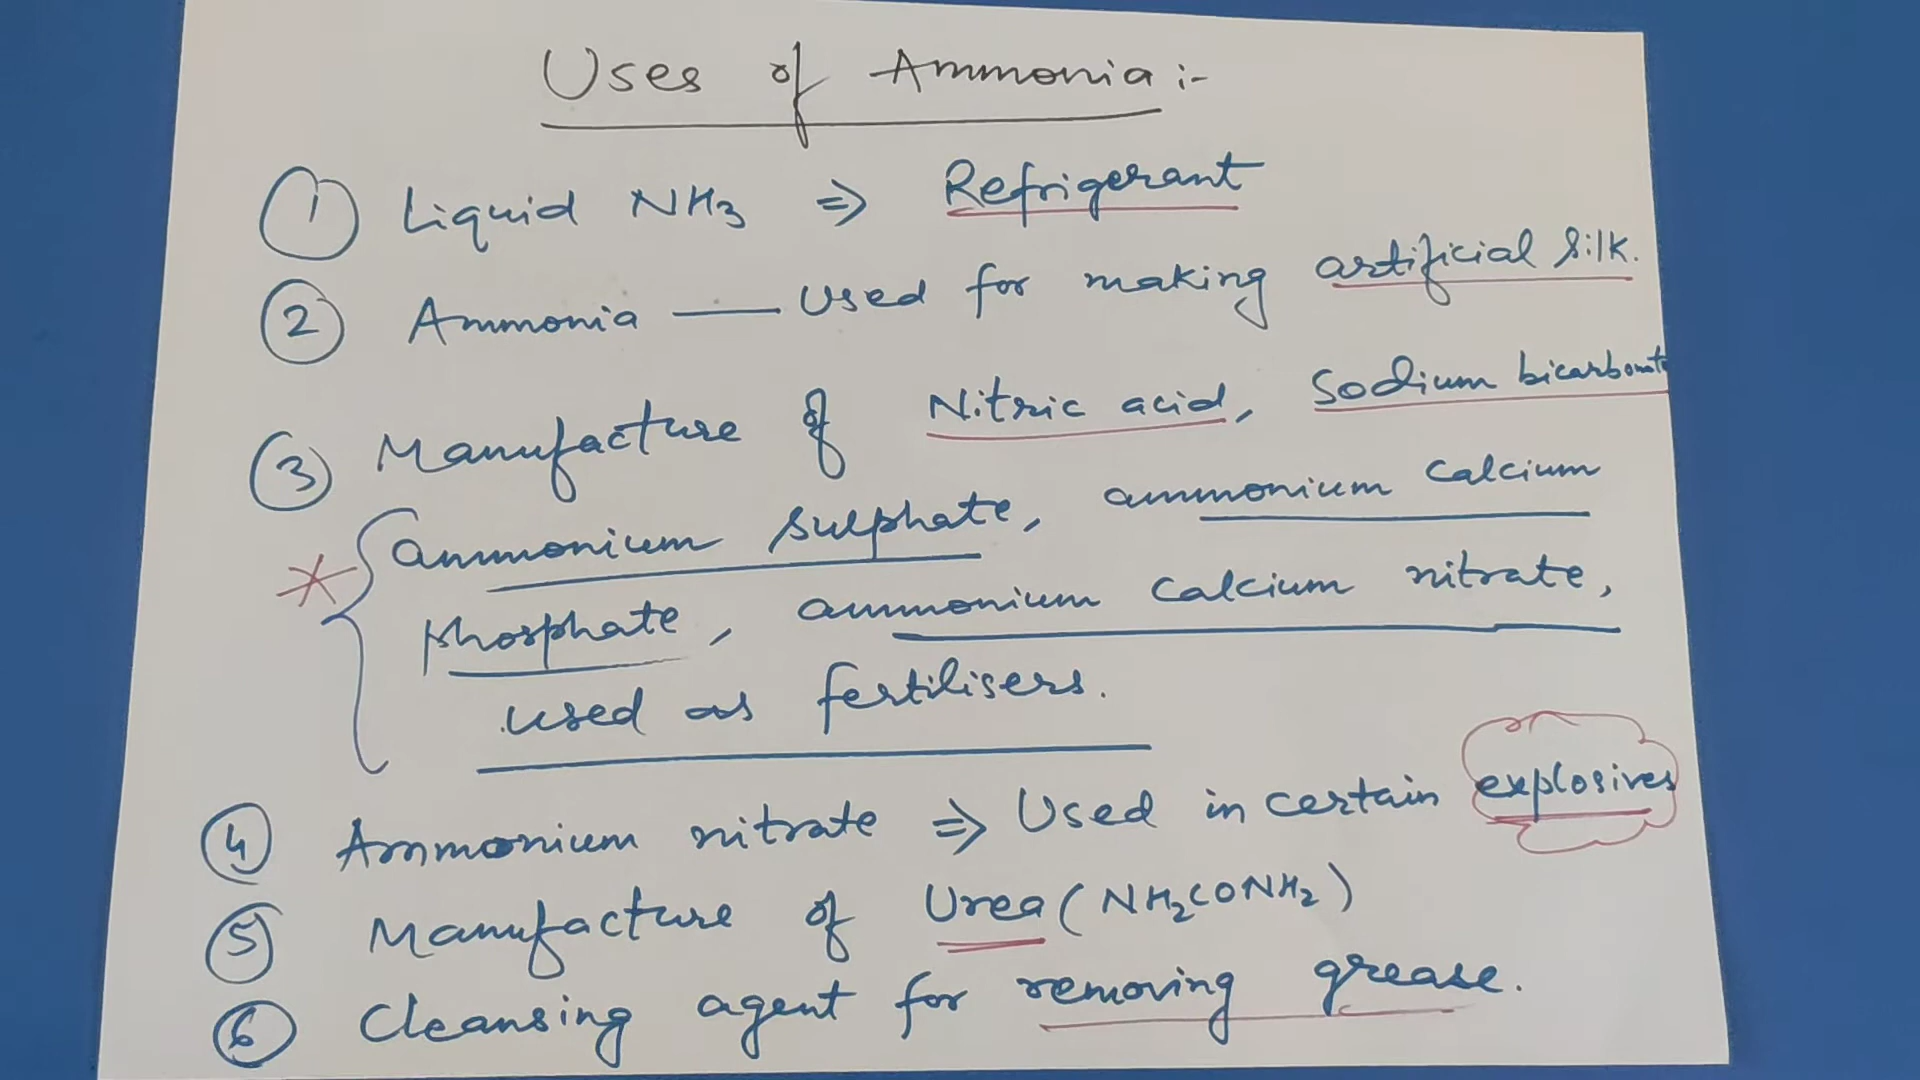 Uses of Ammonia :-
1 Liquid NH3 ⇒ Refrigerant
2 Ammonia — Used for making artificial silk.
3 Manufacture of Nitric acid, Sodium bicarbonate
* { ammonium sulphate, ammonium calcium
phosphate, ammonium calcium nitrate,
used as fertilisers.
4 Ammonium nitrate ⇒ Used in certain explosives
5 Manufacture of Urea (NH2CONH2)
6 Cleansing agent for removing grease.